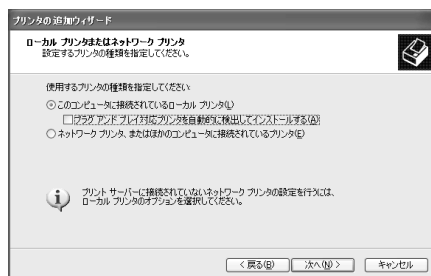 プリンタの追加ウィザード
ローカル プリンタまたはネットワーク プリンタ
設定するプリンタの種類を指定してください。
使用するプリンタの種類を指定してください:
このコンピュータに接続されているローカル プリンタ(L)
プラグ アンド プレイ対応プリンタを自動的に検出してインストールする(A)
ネットワーク プリンタ、またはほかのコンピュータに接続されているプリンタ(E)
プリント サーバーに接続されていないネットワーク プリンタの設定を行うには、
ローカル プリンタのオプションを選択してください。
< 戻る(B) 次へ(N) > キャンセル